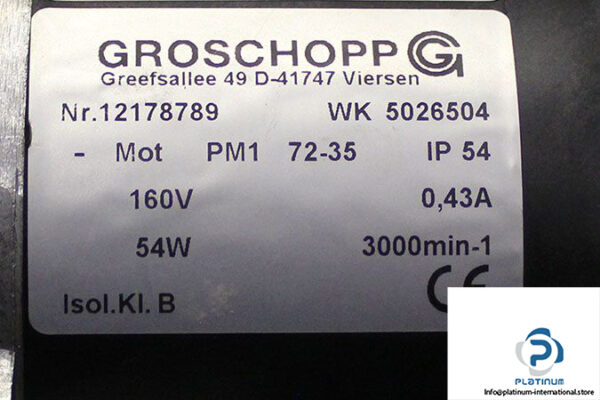 GROSCHOPP
Greefsallee 49 D-41747 Viersen
Nr.12178789 WK 5026504
- Mot PM1 72-35 IP 54
160V 0,43A
54W 3000min-1
Isol.Kl. B CE
PLATINUM
Info@platinum-international.store